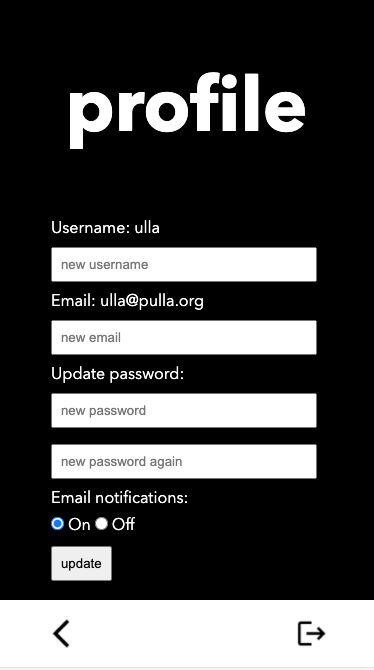 profile
Username: ulla
new username
Email: ulla@pulla.org
new email
Update password:
new password
new password again
Email notifications:
On Off
update